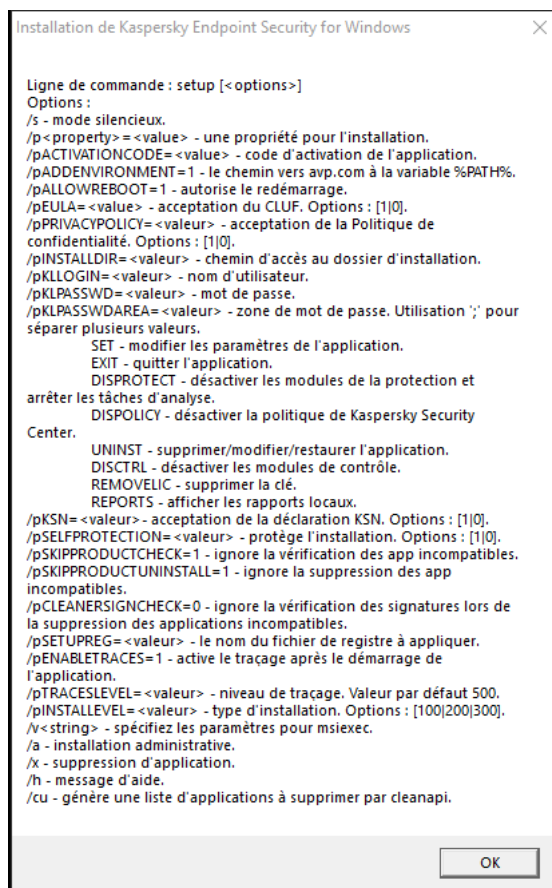 Installation de Kaspersky Endpoint Security for Windows
Ligne de commande : setup [<options>]
Options :
/s - mode silencieux.
/p<property>=<value> - une propriété pour l'installation.
/pACTIVATIONCODE=<value> - code d'activation de l'application.
/pADDENVIRONMENT=1 - le chemin vers avp.com à la variable %PATH%.
/pALLOWREBOOT=1 - autorise le redémarrage.
/pEULA=<value> - acceptation du CLUF. Options : [1|0].
/pPRIVACYPOLICY=<valeur> - acceptation de la Politique de
confidentialité. Options : [1|0].
/pINSTALLDIR=<valeur> - chemin d'accès au dossier d'installation.
/pKLLOGIN=<valeur> - nom d'utilisateur.
/pKLPASSWD=<valeur> - mot de passe.
/pKLPASSWDAREA=<valeur> - zone de mot de passe. Utilisation ';' pour
séparer plusieurs valeurs.
SET - modifier les paramètres de l'application.
EXIT - quitter l'application.
DISPROTECT - désactiver les modules de la protection et
arrêter les tâches d'analyse.
DISPOLICY - désactiver la politique de Kaspersky Security
Center.
UNINST - supprimer/modifier/restaurer l'application.
DISCTRL - désactiver les modules de contrôle.
REMOVELIC - supprimer la clé.
REPORTS - afficher les rapports locaux.
/pKSN=<valeur>- acceptation de la déclaration KSN. Options : [1|0].
/pSELFPROTECTION=<valeur> - protège l'installation. Options : [1|0].
/pSKIPPRODUCTCHECK=1 - ignore la vérification des app incompatibles.
/pSKIPPRODUCTUNINSTALL=1 - ignore la suppression des app
incompatibles.
/pCLEANERSIGNCHECK=0 - ignore la vérification des signatures lors de
la suppression des applications incompatibles.
/pSETUPREG=<valeur> - le nom du fichier de registre à appliquer.
/pENABLETRACES=1 - active le traçage après le démarrage de
l'application.
/pTRACESLEVEL=<valeur> - niveau de traçage. Valeur par défaut 500.
/pINSTALLEVEL=<valeur> - type d'installation. Options : [100|200|300].
/v<string> - spécifiez les paramètres pour msiexec.
/a - installation administrative.
/x - suppression d'application.
/h - message d'aide.
/cu - génère une liste d'applications à supprimer par cleanapi.
OK